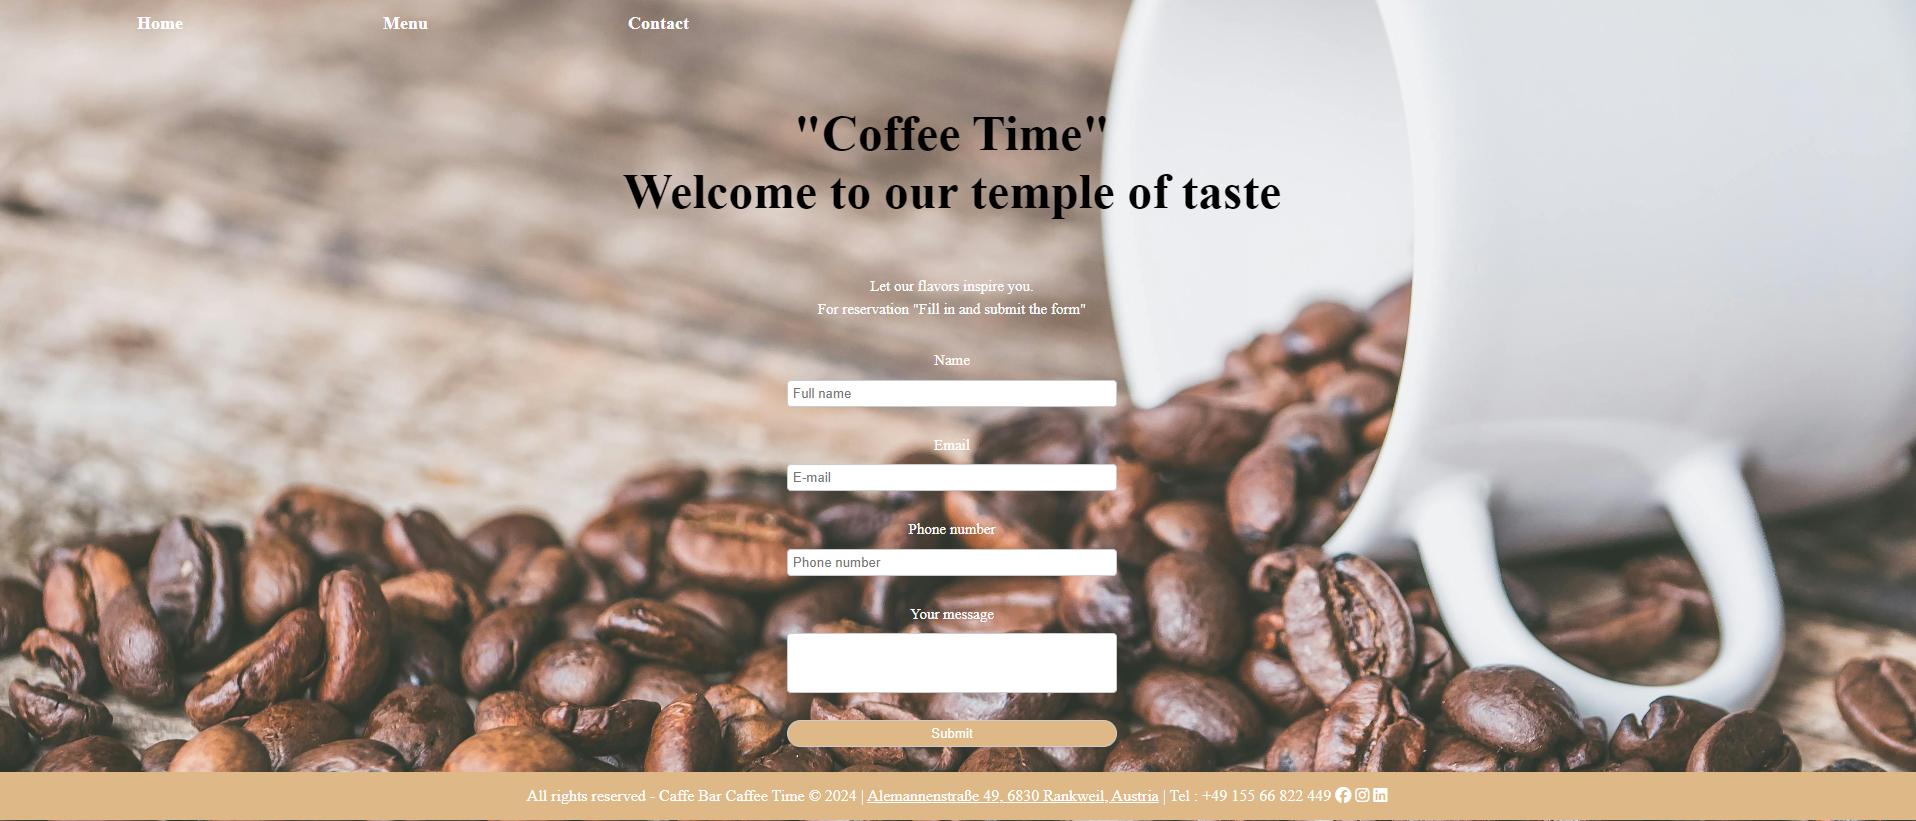 Home Menu Contact
"Coffee Time"
Welcome to our temple of taste
Let our flavors inspire you.
For reservation "Fill in and submit the form"
Name
Full name
Email
E-mail
Phone number
Phone number
Your message
Submit
All rights reserved - Caffe Bar Caffee Time © 2024 | Alemannenstraße 49, 6830 Rankweil, Austria | Tel : +49 155 66 822 449